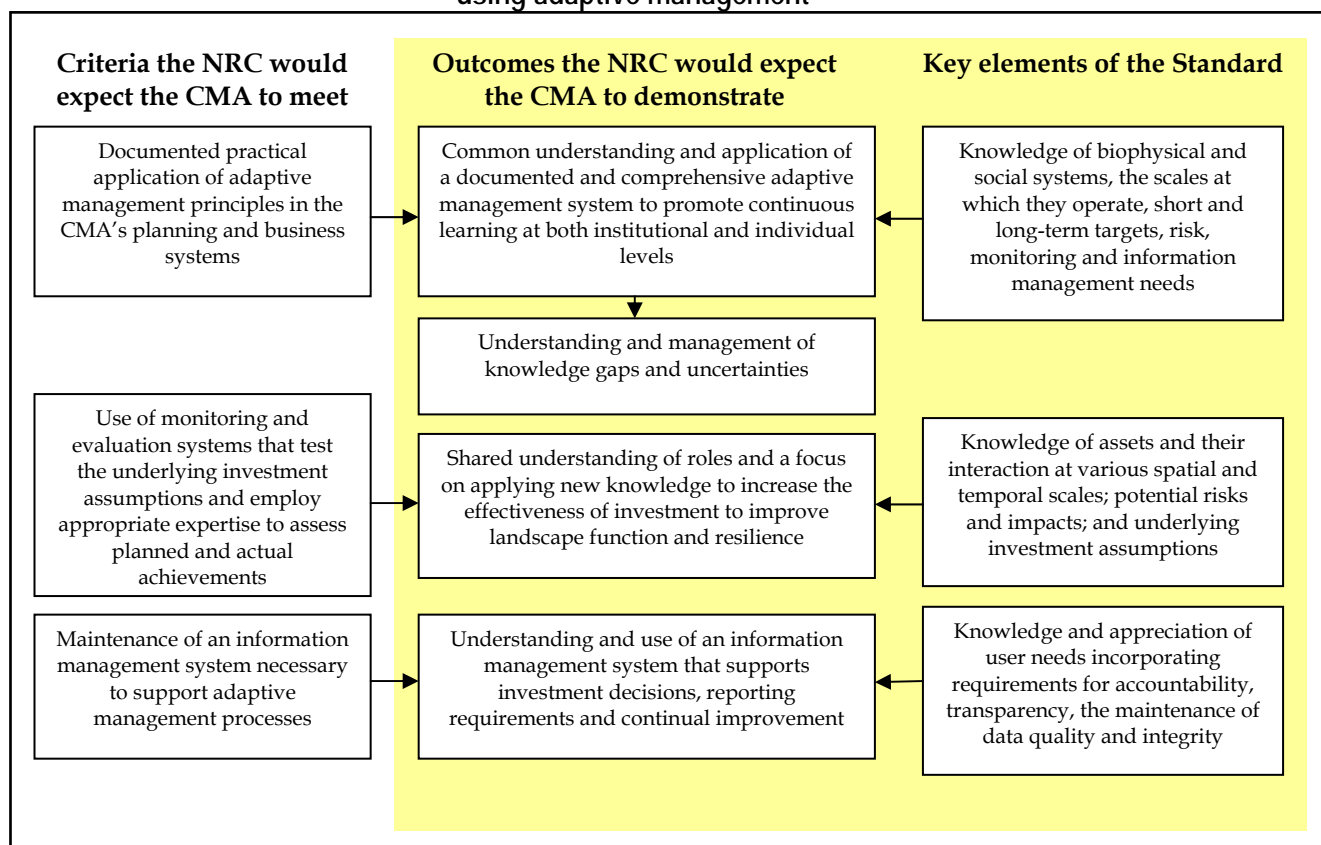 using adaptive management
Criteria the NRC would
expect the CMA to meet
Outcomes the NRC would expect
the CMA to demonstrate
Key elements of the Standard
Documented practical
application of adaptive
management principles in the
CMA's planning and business
systems
Common understanding and application of
a documented and comprehensive adaptive
management system to promote continuous
learning at both institutional and individual
levels
Knowledge of biophysical and
social systems, the scales at
which they operate, short and
long-term targets, risk,
monitoring and information
management needs
Understanding and management of
knowledge gaps and uncertainties
Use of monitoring and
evaluation systems that test
the underlying investment
assumptions and employ
appropriate expertise to assess
planned and actual
achievements
Shared understanding of roles and a focus
on applying new knowledge to increase the
effectiveness of investment to improve
landscape function and resilience
Knowledge of assets and their
interaction at various spatial and
temporal scales; potential risks
and impacts; and underlying
investment assumptions
Maintenance of an information
management system necessary
to support adaptive
management processes
Understanding and use of an information
management system that supports
investment decisions, reporting
requirements and continual improvement
Knowledge and appreciation of
user needs incorporating
requirements for accountability,
transparency, the maintenance of
data quality and integrity